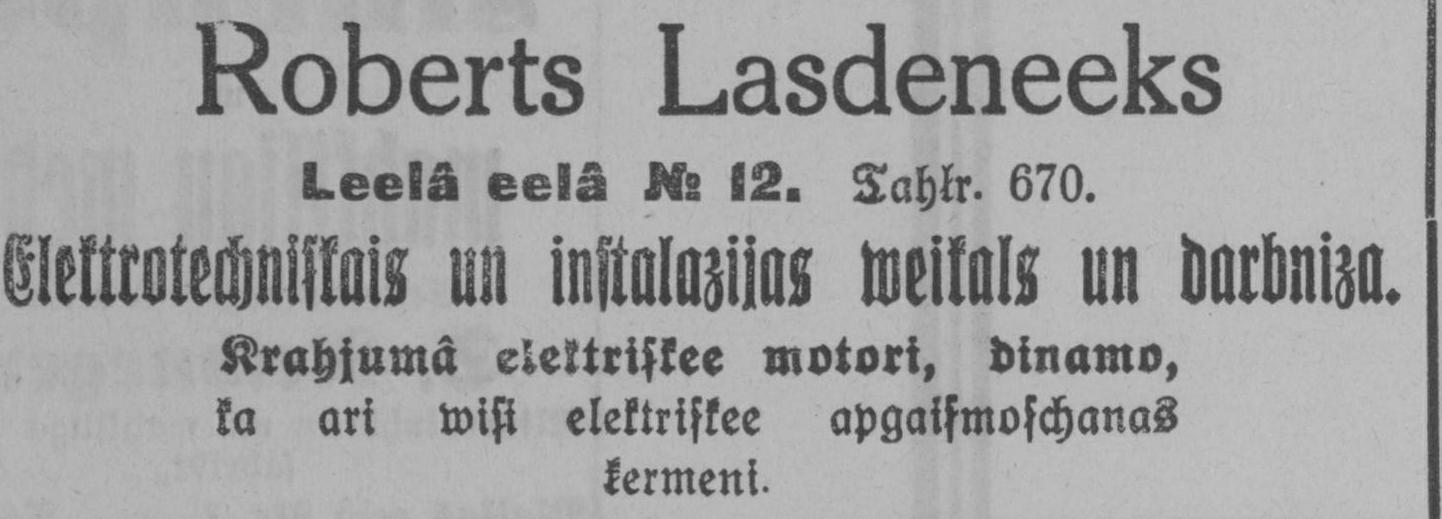 Roberts Lasdeneeks
Leelâ eelâ № 12. Tahlr. 670.
Elektrotechniſkais un inſtalazijas weikals un darbniza.
Krahjumâ elektriſkee motori, dinamo,
ka ari wiſi elektriſkee apgaiſmoſchanas
kermeni.